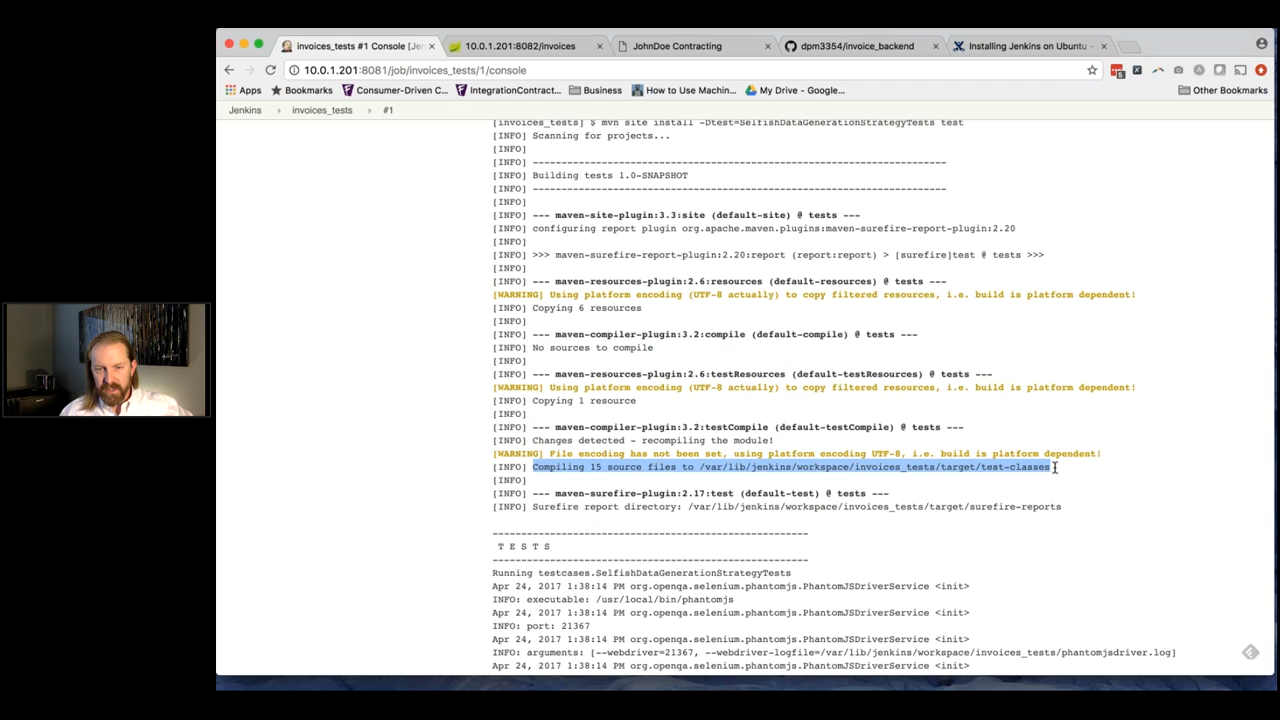 invoices_tests #1 Console [Je
10.0.1.201:8082/invoices
JohnDoe Contracting
dpm3354/invoice_backend
Installing Jenkins on Ubuntu -
10.0.1.201:8081/job/invoices_tests/1/console
Apps
Bookmarks
Consumer-Driven C...
IntegrationContract...
Business
How to Use Machin...
My Drive - Google...
Other Bookmarks
Jenkins
invoices_tests
#1
[invoices_tests] $ mvn site install -Dtest=SelfishDataGenerationStrategyTests test
[INFO] Scanning for projects...
[INFO]
[INFO] ------------------------------------------------------------------------
[INFO] Building tests 1.0-SNAPSHOT
[INFO] ------------------------------------------------------------------------
[INFO]
[INFO] --- maven-site-plugin:3.3:site (default-site) @ tests ---
[INFO] configuring report plugin org.apache.maven.plugins:maven-surefire-report-plugin:2.20
[INFO]
[INFO] >>> maven-surefire-report-plugin:2.20:report (report:report) > [surefire]test @ tests >>>
[INFO]
[INFO] --- maven-resources-plugin:2.6:resources (default-resources) @ tests ---
[WARNING] Using platform encoding (UTF-8 actually) to copy filtered resources, i.e. build is platform dependent!
[INFO] Copying 6 resources
[INFO]
[INFO] --- maven-compiler-plugin:3.2:compile (default-compile) @ tests ---
[INFO] No sources to compile
[INFO]
[INFO] --- maven-resources-plugin:2.6:testResources (default-testResources) @ tests ---
[WARNING] Using platform encoding (UTF-8 actually) to copy filtered resources, i.e. build is platform dependent!
[INFO] Copying 1 resource
[INFO]
[INFO] --- maven-compiler-plugin:3.2:testCompile (default-testCompile) @ tests ---
[INFO] Changes detected - recompiling the module!
[WARNING] File encoding has not been set, using platform encoding UTF-8, i.e. build is platform dependent!
[INFO] Compiling 15 source files to /var/lib/jenkins/workspace/invoices_tests/target/test-classes
[INFO]
[INFO] --- maven-surefire-plugin:2.17:test (default-test) @ tests ---
[INFO] Surefire report directory: /var/lib/jenkins/workspace/invoices_tests/target/surefire-reports
-------------------------------------------------------
T E S T S
-------------------------------------------------------
Running testcases.SelfishDataGenerationStrategyTests
Apr 24, 2017 1:38:14 PM org.openqa.selenium.phantomjs.PhantomJSDriverService <init>
INFO: executable: /usr/local/bin/phantomjs
Apr 24, 2017 1:38:14 PM org.openqa.selenium.phantomjs.PhantomJSDriverService <init>
INFO: port: 21367
Apr 24, 2017 1:38:14 PM org.openqa.selenium.phantomjs.PhantomJSDriverService <init>
INFO: arguments: [--webdriver=21367, --webdriver-logfile=/var/lib/jenkins/workspace/invoices_tests/phantomjsdriver.log]
Apr 24, 2017 1:38:14 PM org.openqa.selenium.phantomjs.PhantomJSDriverService <init>